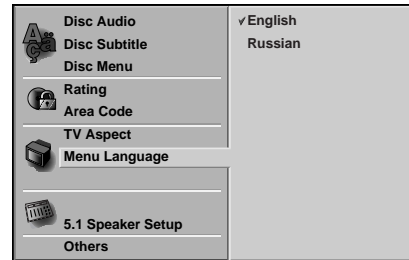 Disc Audio
Disc Subtitle
Disc Menu
Rating
Area Code
TV Aspect
Menu Language
5.1 Speaker Setup
Others
✓English
Russian